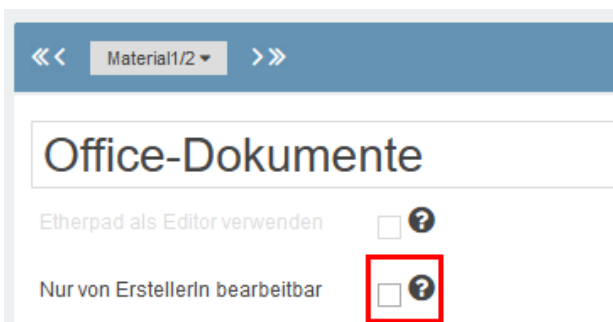 Material1/2
Office-Dokumente
Etherpad als Editor verwenden
Nur von ErstellerIn bearbeitbar